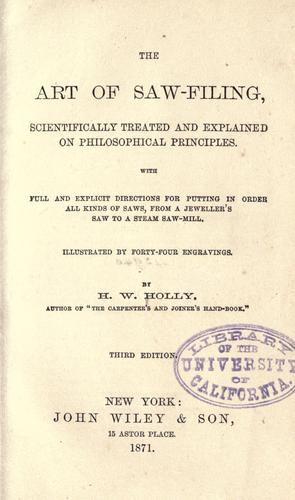 THE
ART OF SAW-FILING,
SCIENTIFICALLY TREATED AND EXPLAINED
ON PHILOSOPHICAL PRINCIPLES.
WITH
FULL AND EXPLICIT DIRECTIONS FOR PUTTING IN ORDER
ALL KINDS OF SAWS, FROM A JEWELLER'S
SAW TO A STEAM SAW-MILL.
ILLUSTRATED BY FORTY-FOUR ENGRAVINGS.
BY
H. W. HOLLY,
AUTHOR OF "THE CARPENTER'S AND JOINER'S HAND-BOOK."
THIRD EDITION.
LIBRARY
OF THE
UNIVERSITY
OF
CALIFORNIA.
NEW YORK:
JOHN WILEY & SON,
15 ASTOR PLACE.
1871.